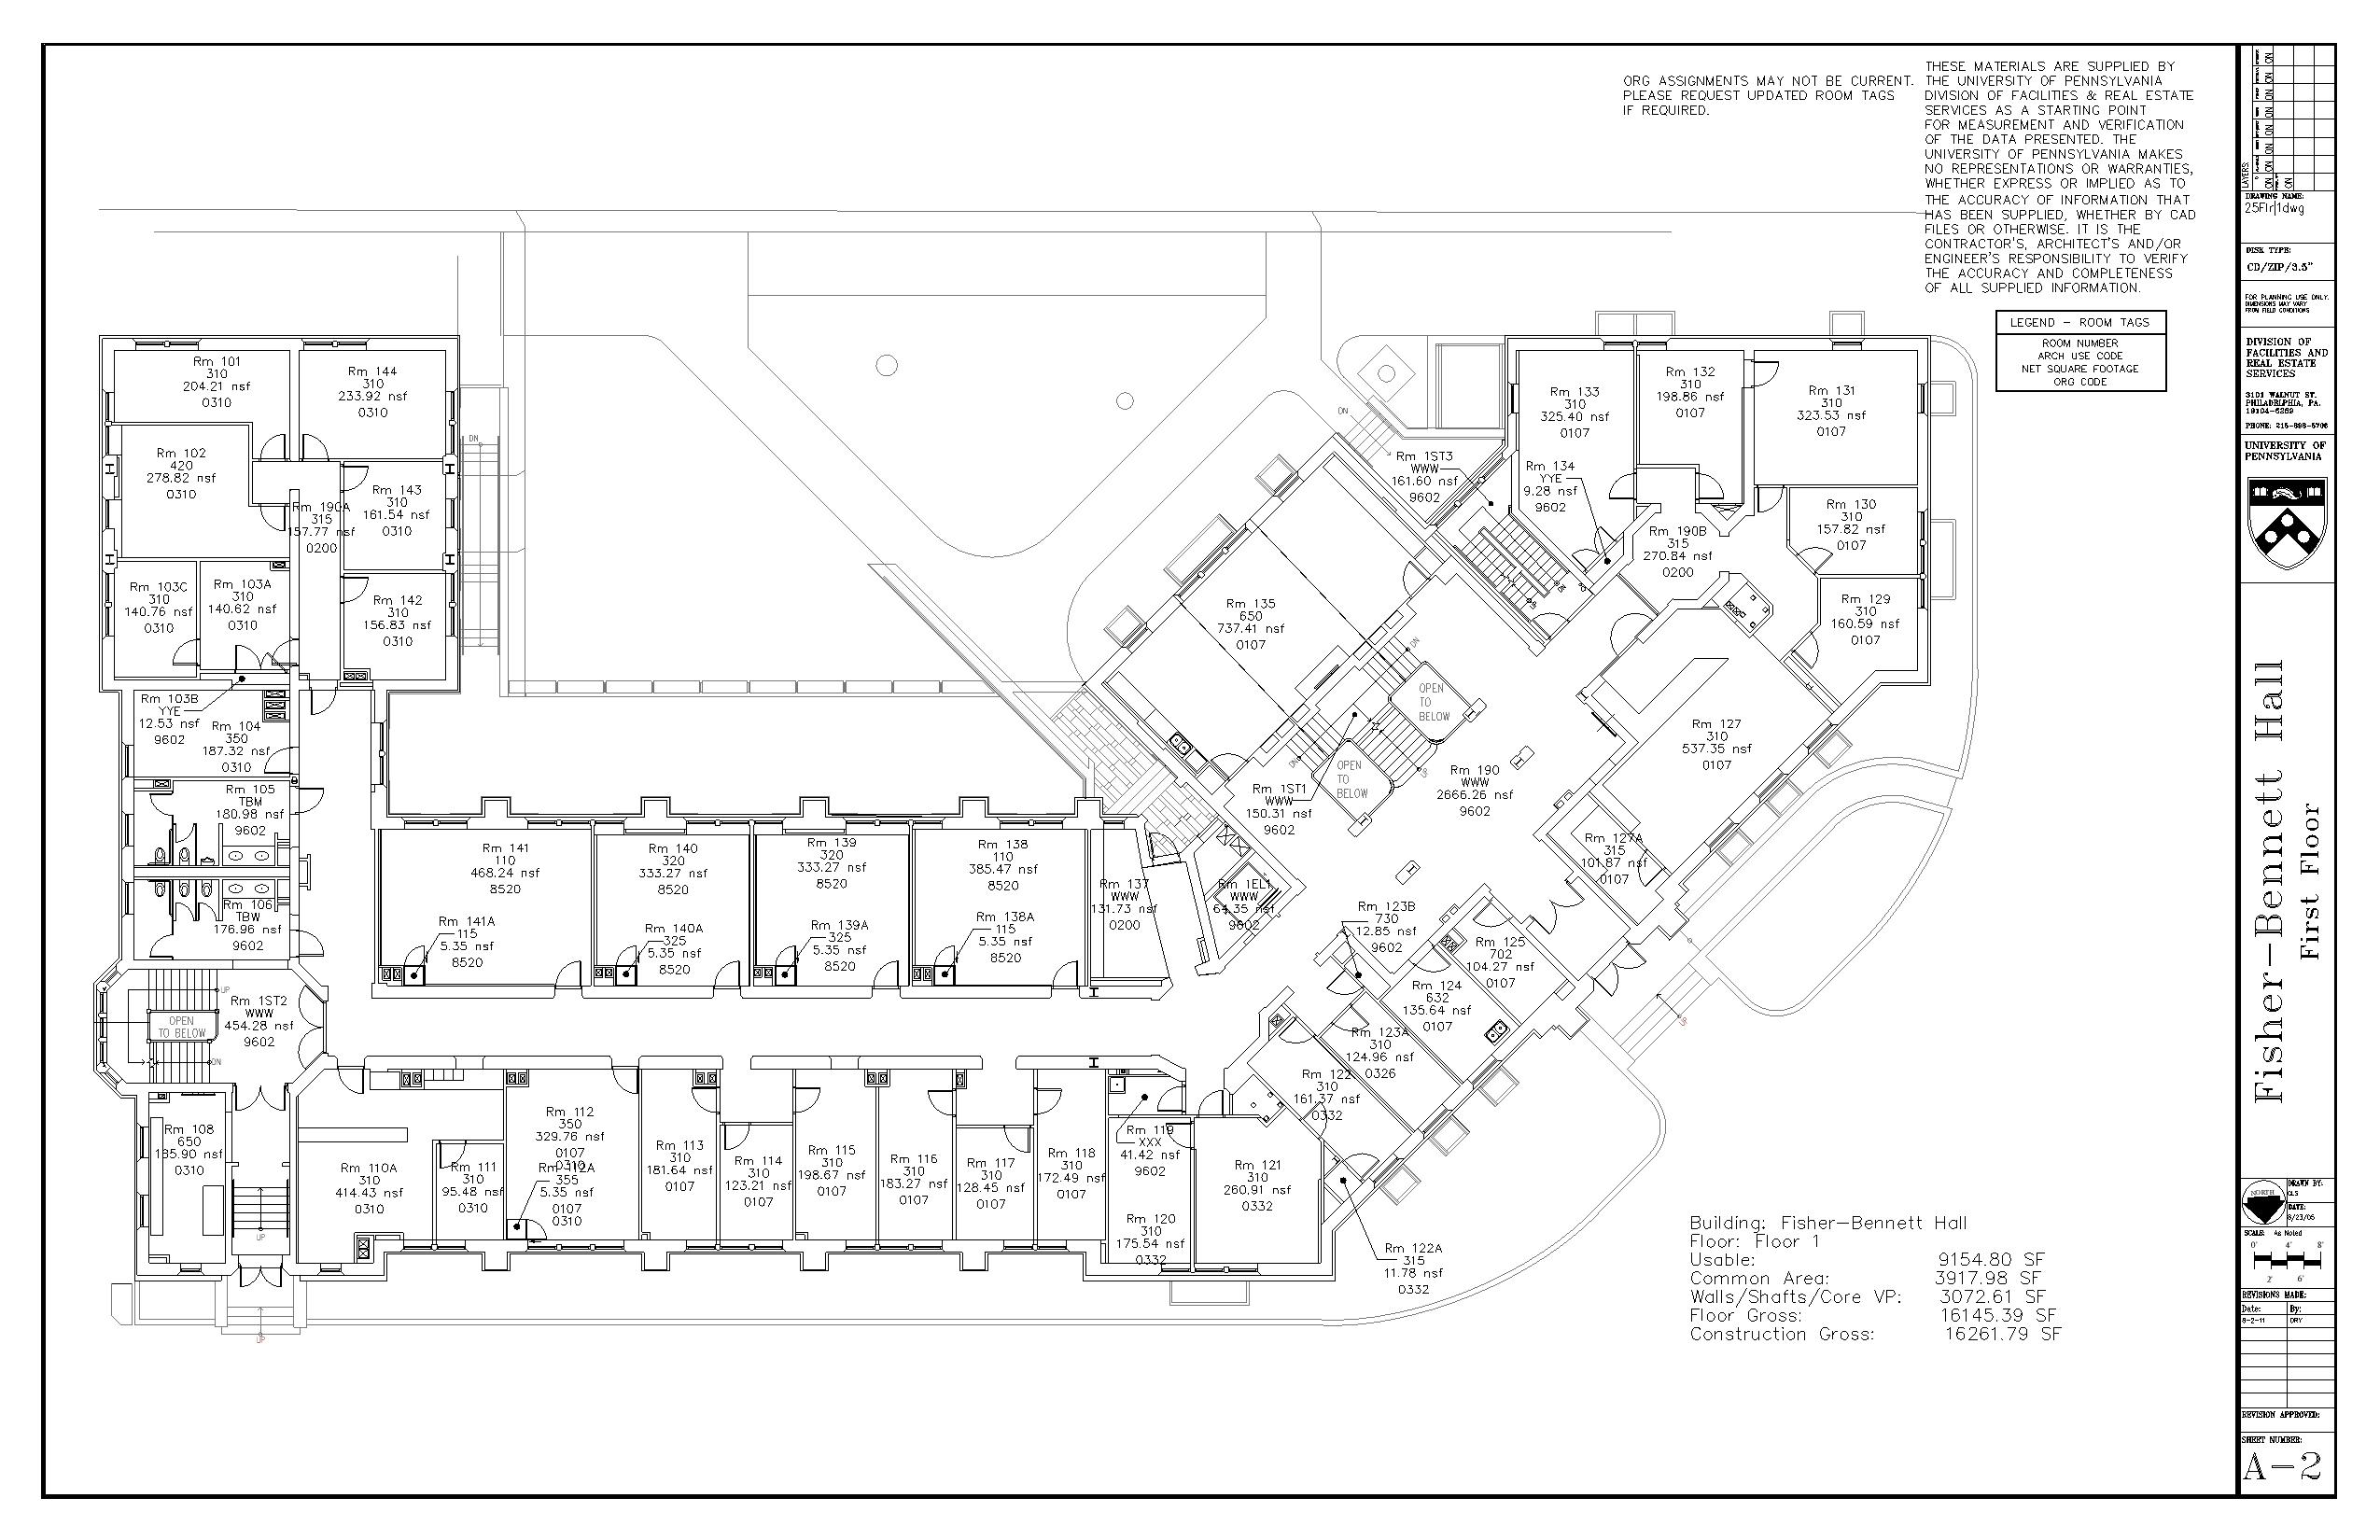 ORG ASSIGNMENTS MAY NOT BE CURRENT.
PLEASE REQUEST UPDATED ROOM TAGS
IF REQUIRED.
THESE MATERIALS ARE SUPPLIED BY
THE UNIVERSITY OF PENNSYLVANIA
DIVISION OF FACILITIES & REAL ESTATE
SERVICES AS A STARTING POINT
FOR MEASUREMENT AND VERIFICATION
OF THE DATA PRESENTED. THE
UNIVERSITY OF PENNSYLVANIA MAKES
NO REPRESENTATIONS OR WARRANTIES,
WHETHER EXPRESS OR IMPLIED AS TO
THE ACCURACY OF INFORMATION THAT
HAS BEEN SUPPLIED, WHETHER BY CAD
FILES OR OTHERWISE. IT IS THE
CONTRACTOR'S, ARCHITECT'S AND/OR
ENGINEER'S RESPONSIBILITY TO VERIFY
THE ACCURACY AND COMPLETENESS
OF ALL SUPPLIED INFORMATION.
LEGEND – ROOM TAGS
ROOM NUMBER
ARCH USE CODE
NET SQUARE FOOTAGE
ORG CODE
Rm 101
310
204.21 nsf
0310
Rm 144
310
233.92 nsf
0310
Rm 102
420
278.82 nsf
0310
Rm 190A
315
157.77 nsf
0200
Rm 143
310
161.54 nsf
0310
Rm 103C
310
140.76 nsf
0310
Rm 103A
310
140.62 nsf
0310
Rm 142
310
156.83 nsf
0310
Rm 103B
YYE
12.53 nsf
9602
Rm 104
350
187.32 nsf
0310
Rm 105
TBM
180.98 nsf
9602
Rm 106
TBW
176.96 nsf
9602
Rm 1ST2
WWW
454.28 nsf
9602
OPEN
TO BELOW
UP
DN
Rm 108
650
185.90 nsf
0310
UP
UP
DN
Rm 141
110
468.24 nsf
8520
Rm 141A
115
5.35 nsf
8520
Rm 140
320
333.27 nsf
8520
Rm 140A
325
5.35 nsf
8520
Rm 139
320
333.27 nsf
8520
Rm 139A
325
5.35 nsf
8520
Rm 138
110
385.47 nsf
8520
Rm 138A
115
5.35 nsf
8520
Rm 137
WWW
131.73 nsf
0200
Rm 1EL1
WWW
64.35 nsf
9602
Rm 110A
310
414.43 nsf
0310
Rm 111
310
95.48 nsf
0310
Rm 112
350
329.76 nsf
0107
0310
Rm 112A
355
5.35 nsf
0107
0310
Rm 113
310
181.64 nsf
0107
Rm 114
310
123.21 nsf
0107
Rm 115
310
198.67 nsf
0107
Rm 116
310
183.27 nsf
0107
Rm 117
310
128.45 nsf
0107
Rm 118
310
172.49 nsf
0107
Rm 119
XXX
41.42 nsf
9602
Rm 120
310
175.54 nsf
0332
Rm 121
310
260.91 nsf
0332
Rm 122
310
161.37 nsf
0332
Rm 122A
315
11.78 nsf
0332
Rm 123A
310
124.96 nsf
0326
Rm 123B
730
12.85 nsf
9602
Rm 124
632
135.64 nsf
0107
Rm 125
702
104.27 nsf
0107
Rm 127A
315
101.87 nsf
0107
Rm 127
310
537.35 nsf
0107
Rm 190
WWW
2666.26 nsf
9602
Rm 1ST1
WWW
150.31 nsf
9602
OPEN
TO
BELOW
OPEN
TO
BELOW
DN
DN
UP
UP
Rm 135
650
737.41 nsf
0107
DN
Rm 1ST3
WWW
161.60 nsf
9602
Rm 134
YYE
9.28 nsf
9602
Rm 133
310
325.40 nsf
0107
Rm 132
310
198.86 nsf
0107
Rm 131
310
323.53 nsf
0107
Rm 190B
315
270.84 nsf
0200
Rm 130
310
157.82 nsf
0107
Rm 129
310
160.59 nsf
0107
Building: Fisher–Bennett Hall
Floor: Floor 1
Usable: 9154.80 SF
Common Area: 3917.98 SF
Walls/Shafts/Core VP: 3072.61 SF
Floor Gross: 16145.39 SF
Construction Gross: 16261.79 SF
LAYERS:
ON ON ON ON ON ON ON
ON
DRAWING NAME:
25Flr|1dwg
DISK TYPE:
CD/ZIP/3.5"
FOR PLANNING USE ONLY.
DIMENSIONS MAY VARY
FROM FIELD CONDITIONS
DIVISION OF
FACILITIES AND
REAL ESTATE
SERVICES
3101 WALNUT ST.
PHILADELPHIA, PA.
19104-6289
PHONE: 215-898-5706
UNIVERSITY OF
PENNSYLVANIA
Fisher–Bennett Hall
First Floor
NORTH
DRAWN BY:
CLS
DATE:
8/23/05
SCALE: As Noted
0' 4' 8'
2' 6'
REVISIONS MADE:
Date: By:
8-2-11 DRY
REVISION APPROVED:
SHEET NUMBER:
A–2